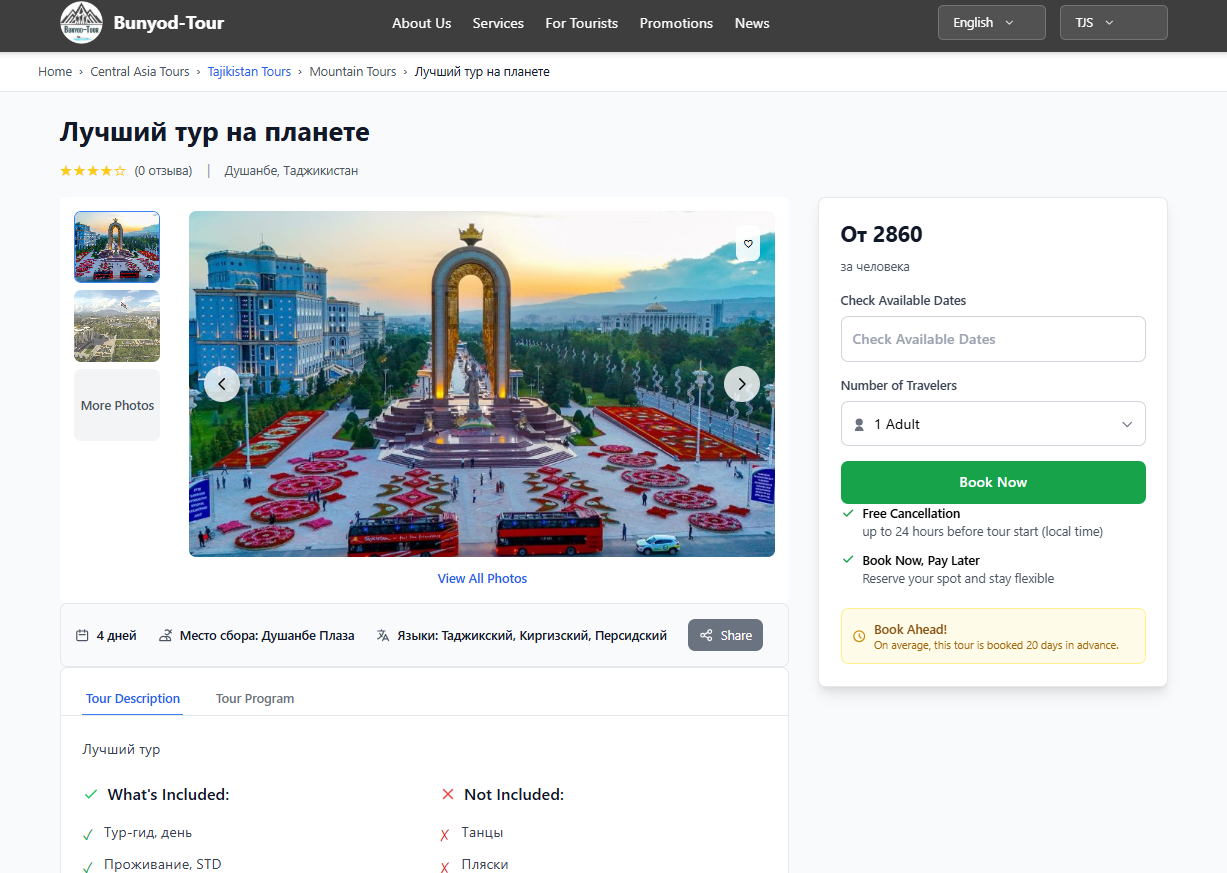 Bunyod-Tour
About Us Services For Tourists Promotions News
English TJS
Home › Central Asia Tours › Tajikistan Tours › Mountain Tours › Лучший тур на планете
Лучший тур на планете
★★★★☆ (0 отзыва) | Душанбе, Таджикистан
More Photos
View All Photos
4 дней Место сбора: Душанбе Плаза Языки: Таджикский, Киргизский, Персидский Share
Tour Description Tour Program
Лучший тур
What's Included:
Тур-гид, день
Проживание, STD
Not Included:
Танцы
Пляски
От 2860
за человека
Check Available Dates
Check Available Dates
Number of Travelers
1 Adult
Book Now
Free Cancellation
up to 24 hours before tour start (local time)
Book Now, Pay Later
Reserve your spot and stay flexible
Book Ahead!
On average, this tour is booked 20 days in advance.